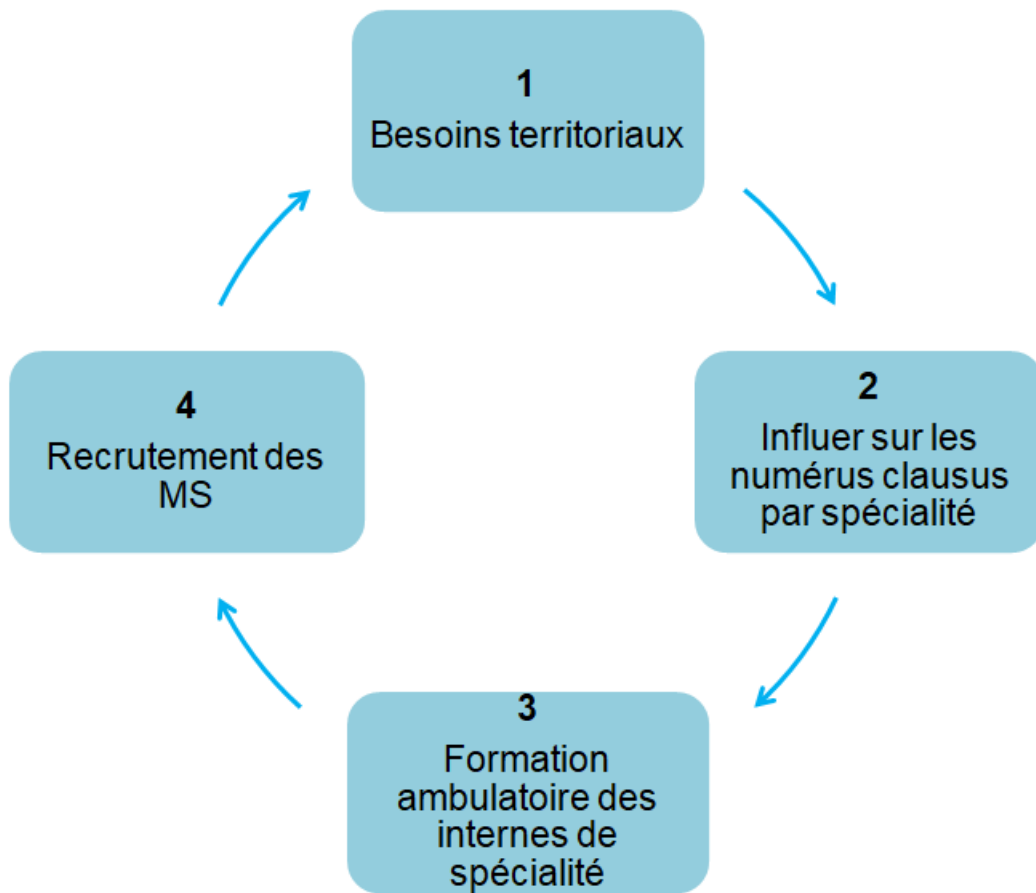 1
Besoins territoriaux
2
Influer sur les
numérus clausus
par spécialité
3
Formation
ambulatoire des
internes de
spécialité
4
Recrutement des
MS